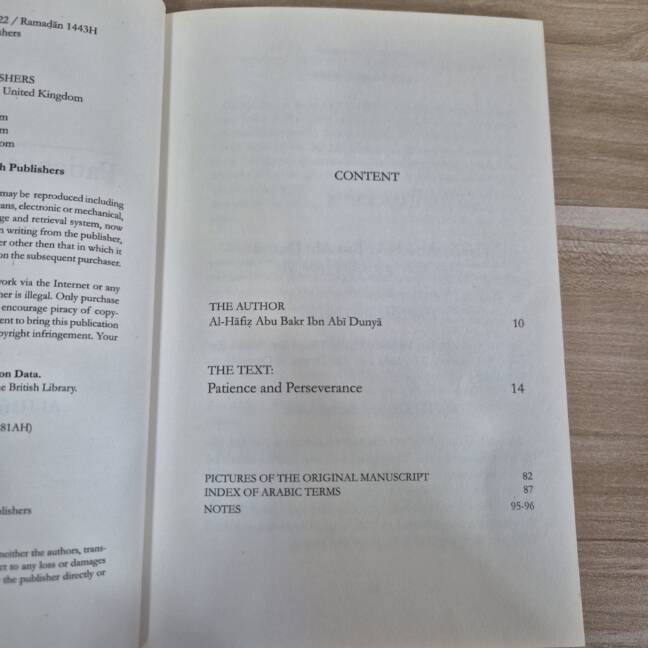 22 / Ramaḍān 1443H
shers
SHERS
United Kingdom
m
m
om
h Publishers
may be reproduced including
ans, electronic or mechanical,
ge and retrieval system, now
n writing from the publisher,
er other then that in which it
on the subsequent purchaser.
work via the Internet or any
her is illegal. Only purchase
encourage piracy of copy-
ent to bring this publication
pyright infringement. Your
on Data.
e British Library.
81AH)
blishers
neither the authors, trans-
ct to any loss or damages
the publisher directly or
CONTENT
THE AUTHOR
Al-Hāfiẓ Abu Bakr Ibn Abī Dunyā 10
THE TEXT:
Patience and Perseverance 14
PICTURES OF THE ORIGINAL MANUSCRIPT 82
INDEX OF ARABIC TERMS 87
NOTES 95-96